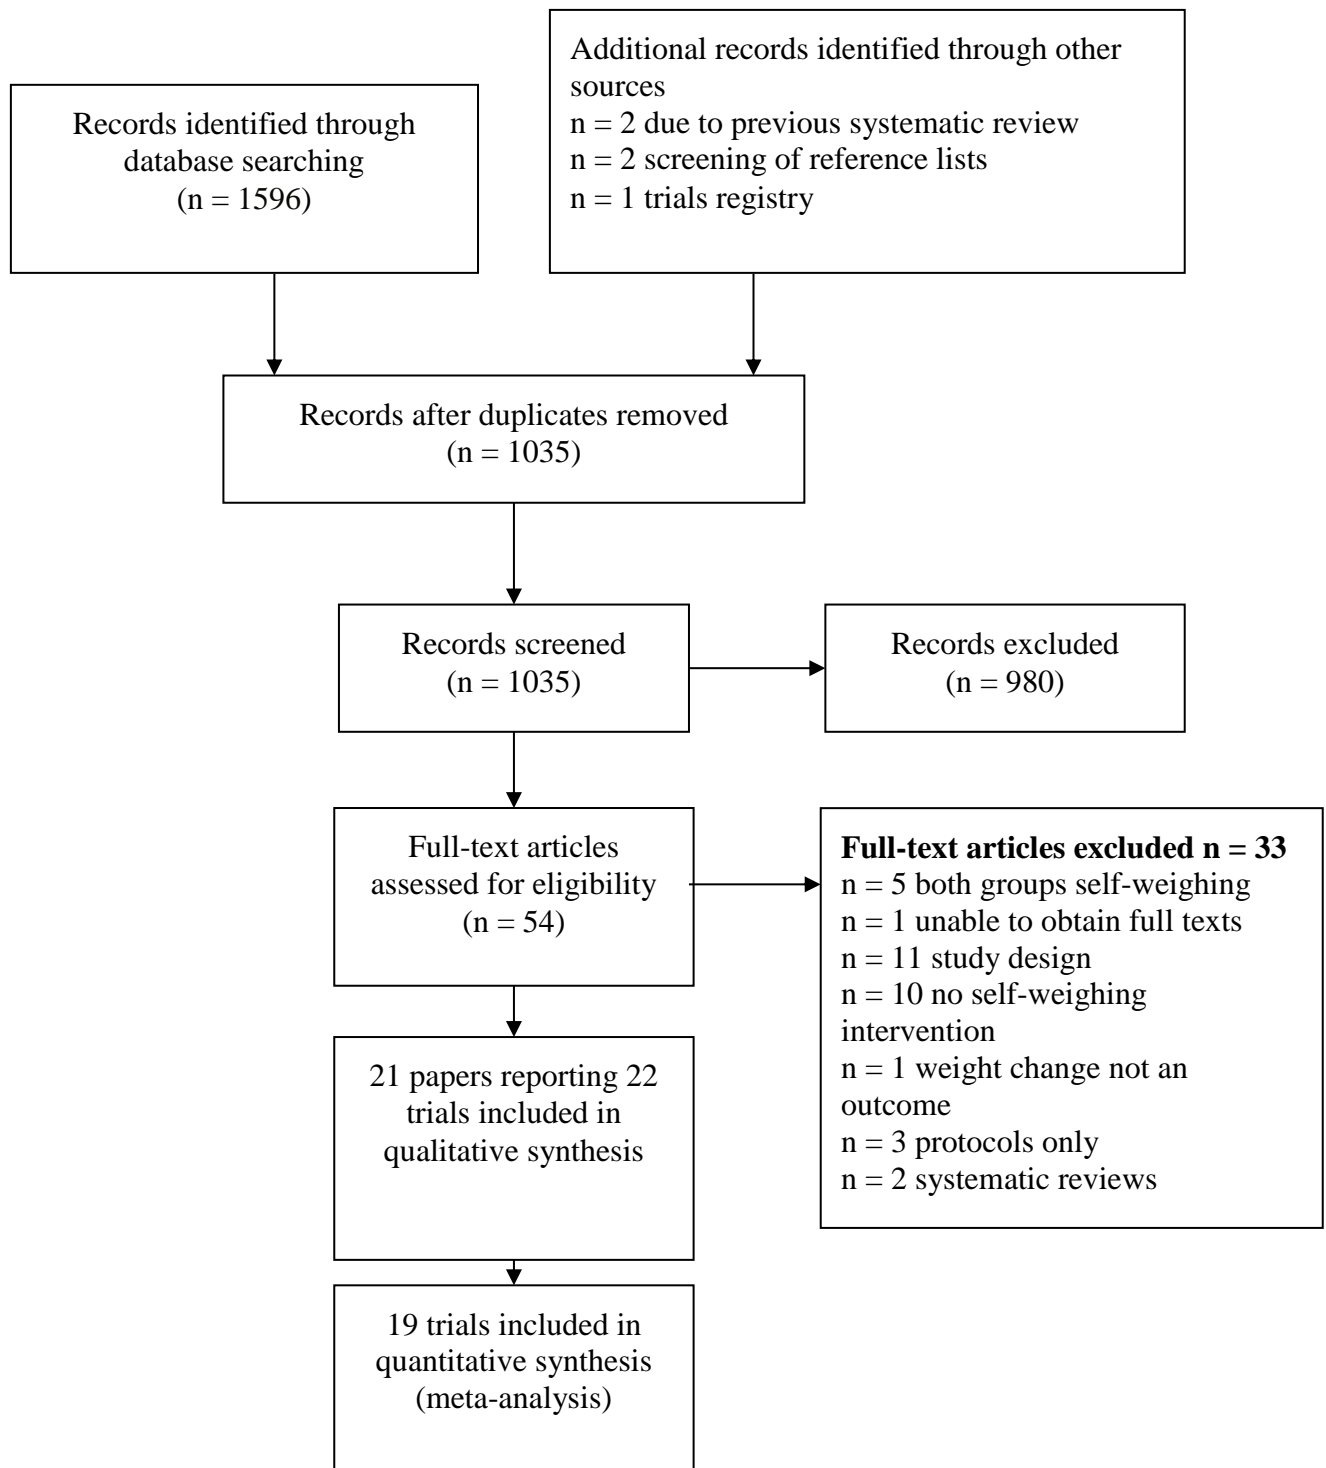 Records identified through
database searching
(n = 1596)
Additional records identified through other
sources
n = 2 due to previous systematic review
n = 2 screening of reference lists
n = 1 trials registry
Records after duplicates removed
(n = 1035)
Records screened
(n = 1035)
Records excluded
(n = 980)
Full-text articles
assessed for eligibility
(n = 54)
Full-text articles excluded n = 33
n = 5 both groups self-weighing
n = 1 unable to obtain full texts
n = 11 study design
n = 10 no self-weighing
intervention
n = 1 weight change not an
outcome
n = 3 protocols only
n = 2 systematic reviews
21 papers reporting 22
trials included in
qualitative synthesis
19 trials included in
quantitative synthesis
(meta-analysis)